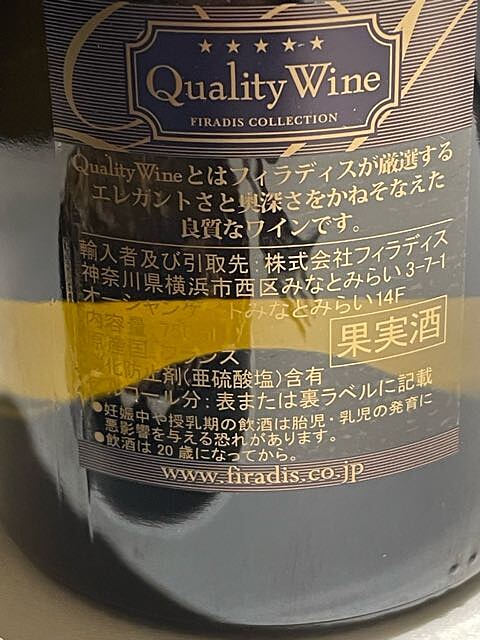 ★★★★★
Quality Wine
FIRADIS COLLECTION
Quality Wineとはフィラディスが厳選する
エレガントさと奥深さをかねそなえた
良質なワインです。
輸入者及び引取先：株式会社フィラディス
神奈川県横浜市西区みなとみらい3-7-1
オーシャンゲートみなとみらい14F
内容量
果実酒
剤(亜硫酸塩)含有
コール分：表または裏ラベルに記載
●妊娠中や授乳期の飲酒は胎児・乳児の発育に
悪影響を与える恐れがあります。
●飲酒は20歳になってから。
www.firadis.co.jp